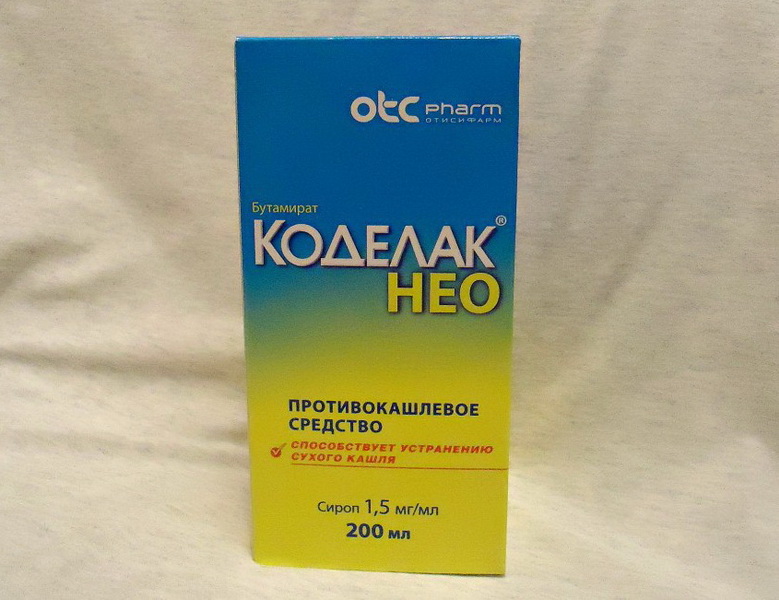 otc pharm
ОТИСИФАРМ
Бутамират
КОДЕЛАК®
НЕО
ПРОТИВОКАШЛЕВОЕ
СРЕДСТВО
СПОСОБСТВУЕТ УСТРАНЕНИЮ
СУХОГО КАШЛЯ
Сироп 1,5 мг/мл
200 мл